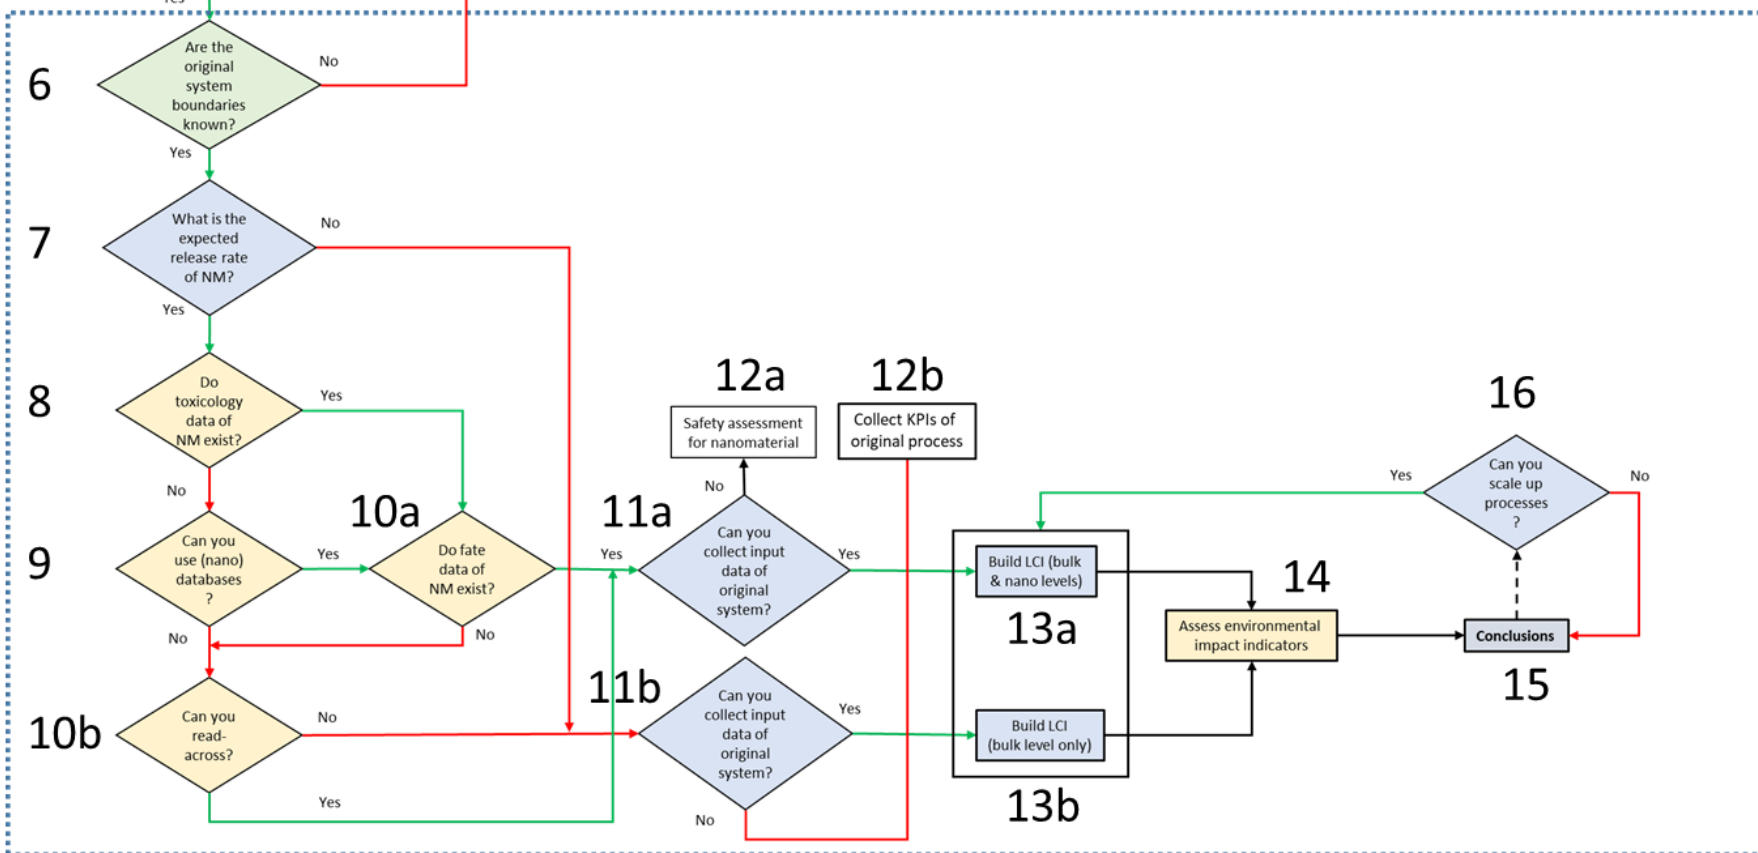 Yes
6
Are the
original
system
boundaries
known?
No
Yes
7
What is the
expected
release rate
of NM?
No
Yes
8
Do
toxicology
data of
NM exist?
Yes
No
9
Can you
use (nano)
databases
?
Yes
No
10a
Do fate
data of
NM exist?
Yes
No
10b
Can you
read-
across?
No
Yes
11a
Can you
collect input
data of
original
system?
No
Yes
12a
Safety assessment
for nanomaterial
12b
Collect KPIs of
original process
11b
Can you
collect input
data of
original
system?
Yes
No
Build LCI (bulk
& nano levels)
13a
Build LCI
(bulk level only)
13b
14
Assess environmental
impact indicators
Conclusions
15
16
Can you
scale up
processes
?
Yes
No